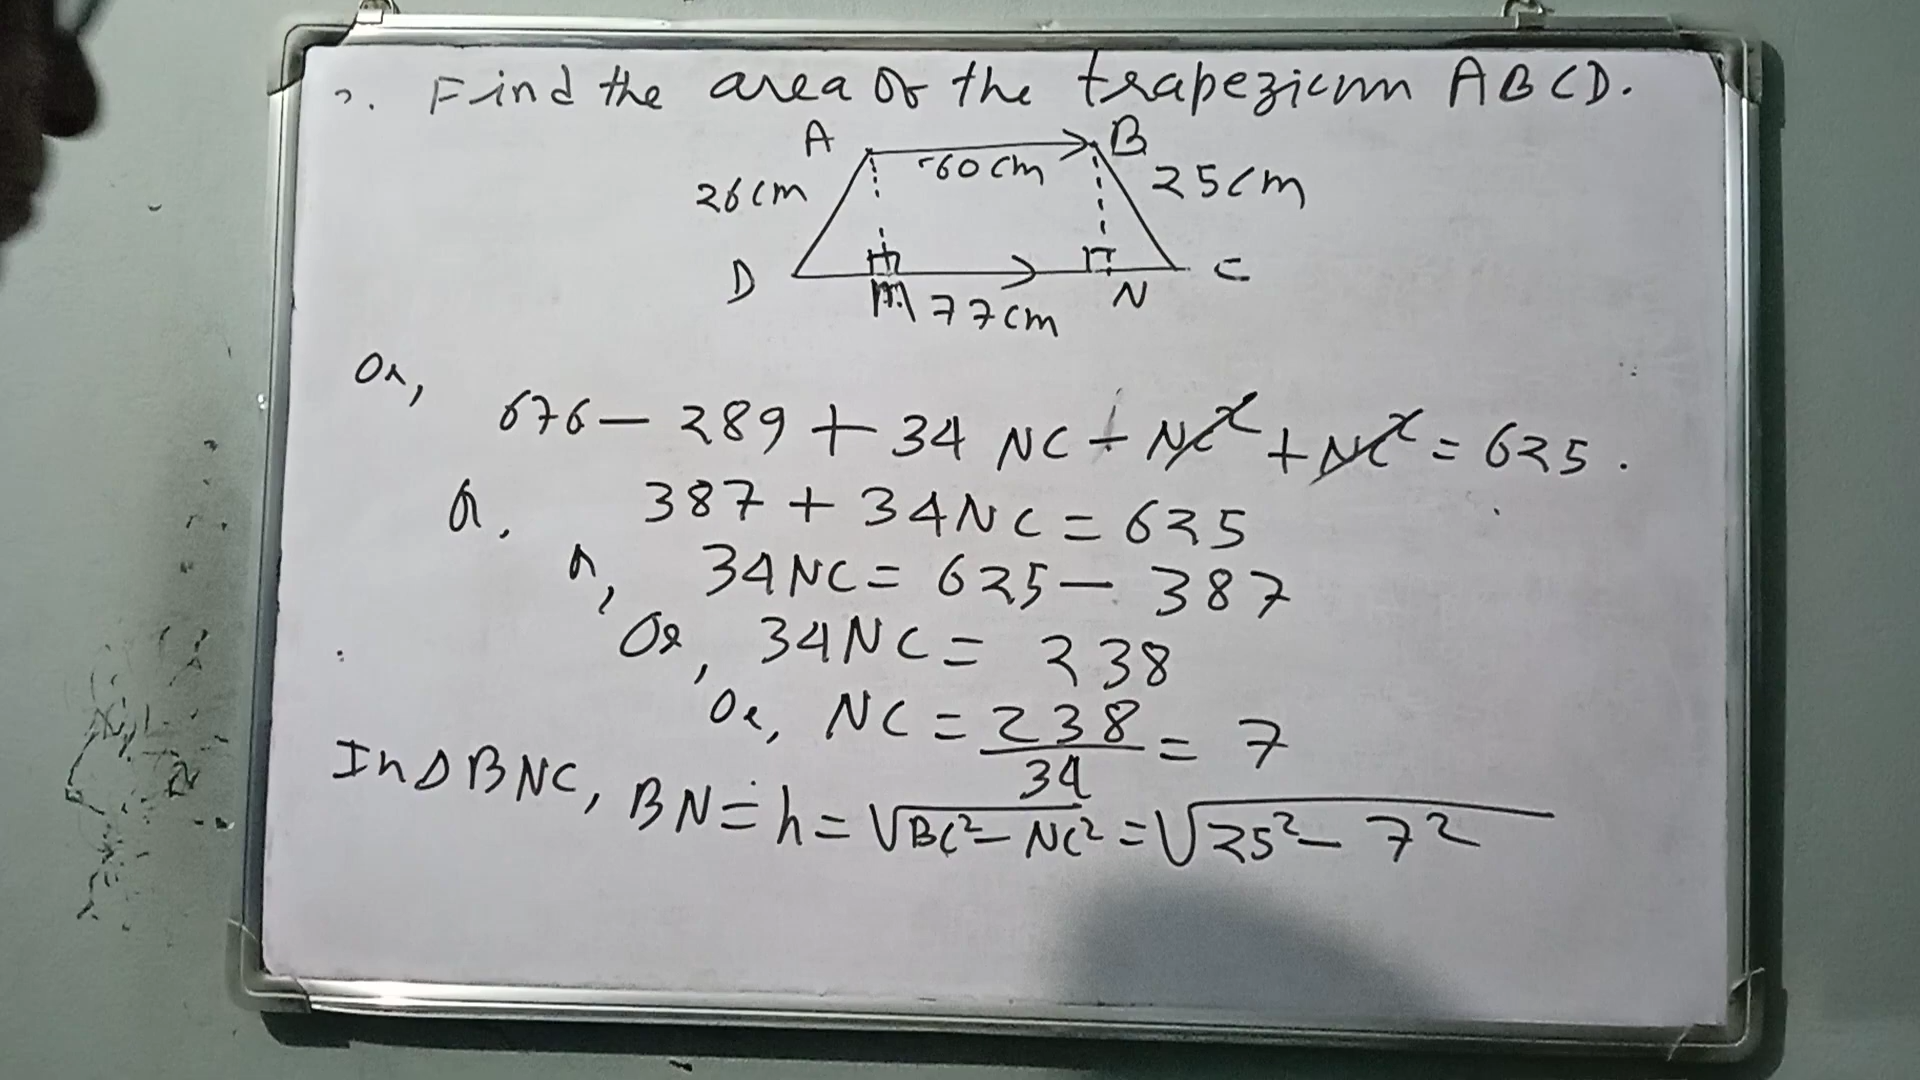 2. Find the area of the trapezium ABCD.
A B
60cm
26cm 25cm
D C
M N
77cm
Or,
676 - 289 + 34 NC - NC² + NC² = 625.
Or, 387 + 34NC = 625
Or, 34NC = 625 - 387
Or, 34NC = 238
Or, NC = 238/34 = 7
In △BNC, BN = h = √BC² - NC² = √25² - 7²